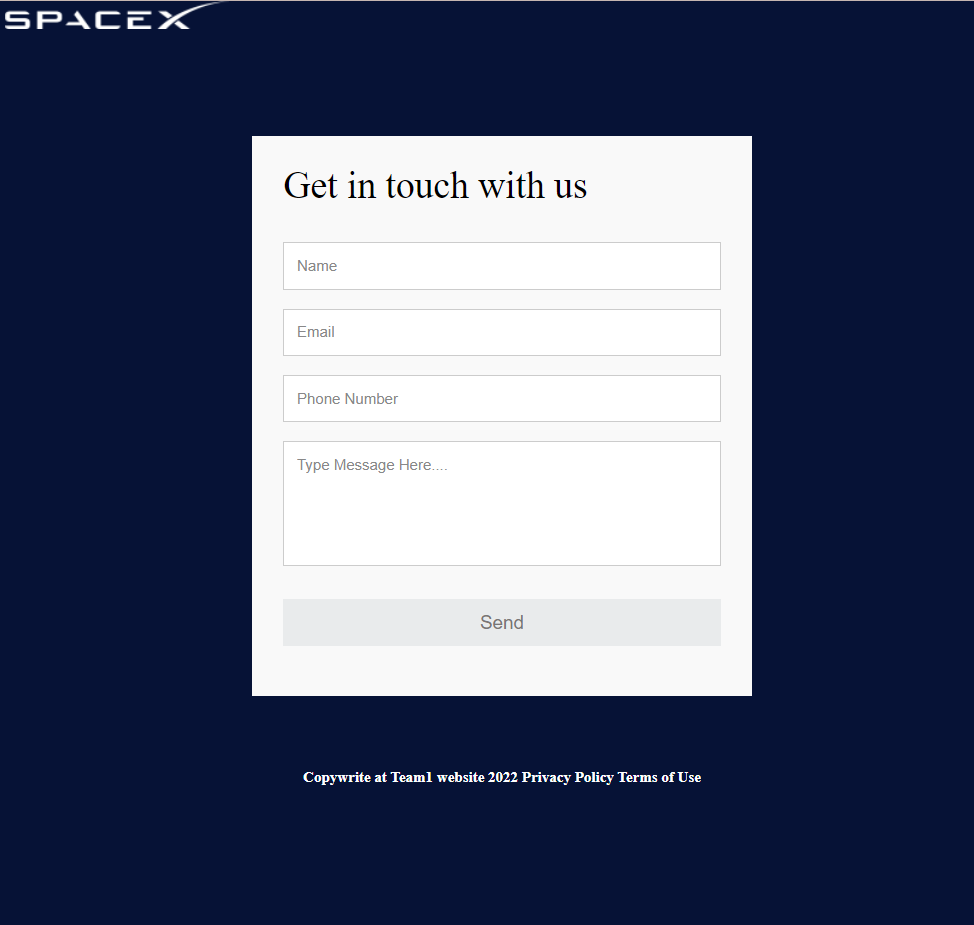 SPACEX
Get in touch with us
Name
Email
Phone Number
Type Message Here....
Send
Copywrite at Team1 website 2022 Privacy Policy Terms of Use